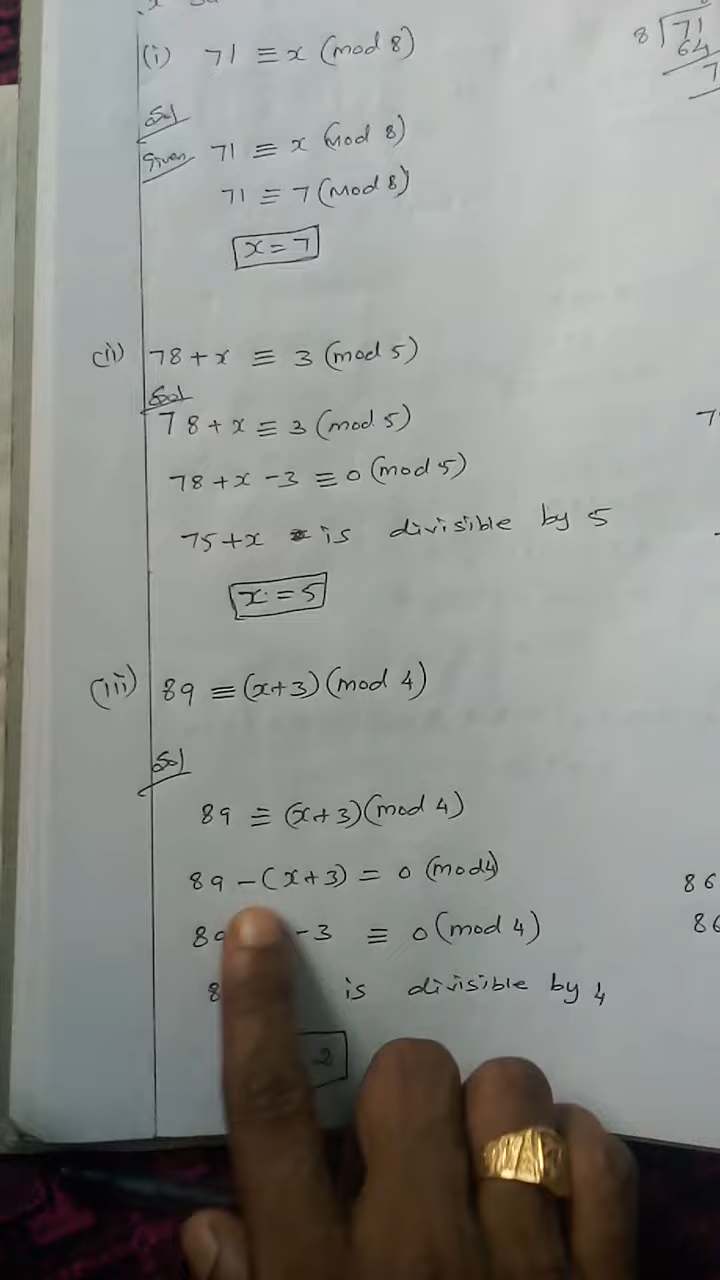 (i) 71 ≡ x (mod 8)
8 71
64
7
Sol
Given 71 ≡ x (mod 8)
71 ≡ 7 (mod 8)
x = 7
(ii) 78 + x ≡ 3 (mod 5)
Sol
78 + x ≡ 3 (mod 5)
78 + x - 3 ≡ 0 (mod 5)
75 + x is divisible by 5
x = 5
(iii) 89 ≡ (x+3) (mod 4)
Sol
89 ≡ (x+3) (mod 4)
89 - (x+3) = 0 (mod 4)
86
- 3 ≡ 0 (mod 4)
86
8 is divisible by 4
2